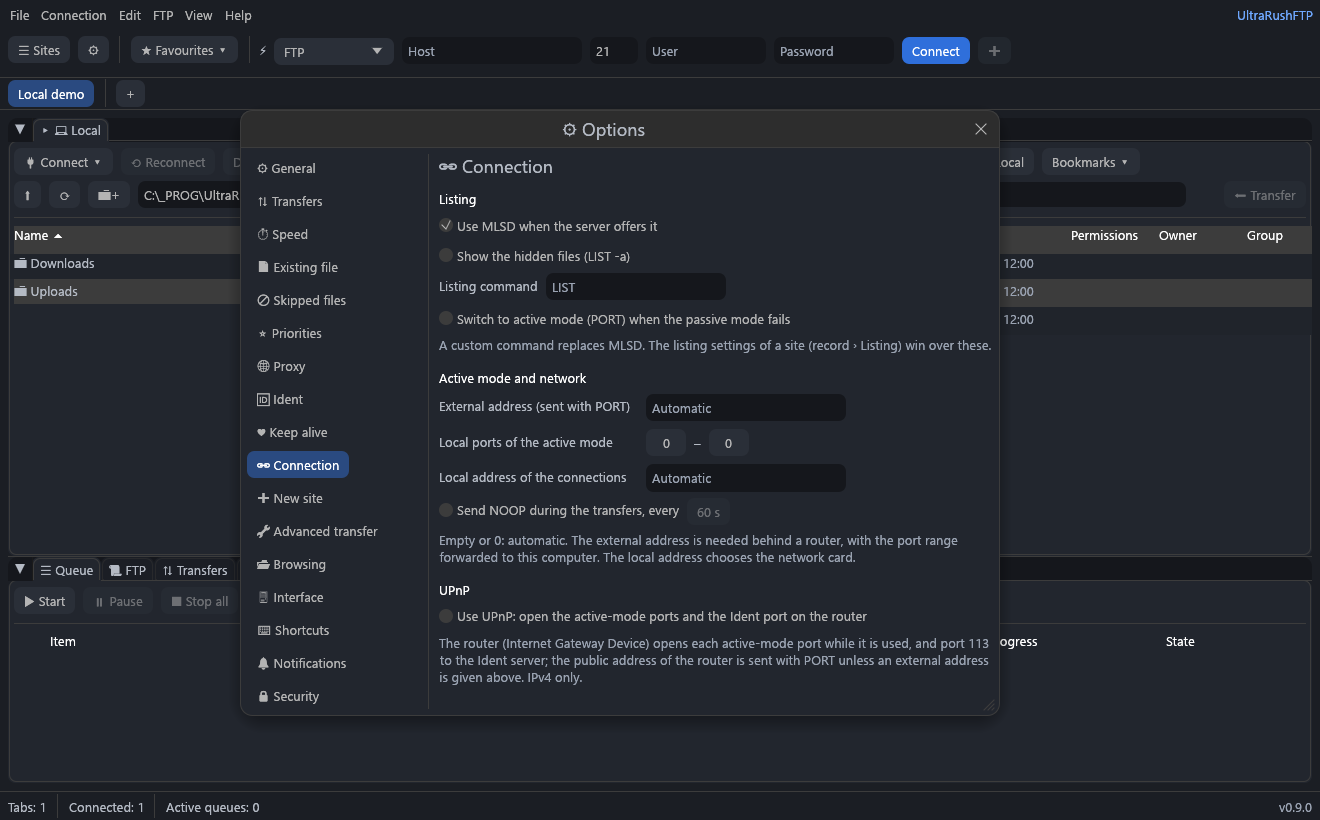 File Connection Edit FTP View Help UltraRushFTP
Sites Favourites FTP Host 21 User Password Connect +
Local demo +
Local
Connect Reconnect Local Bookmarks
C:\_PROG\UltraR Transfer
Name Permissions Owner Group
Downloads 12:00
Uploads 12:00
12:00
Options
General
Transfers
Speed
Existing file
Skipped files
Priorities
Proxy
Ident
Keep alive
Connection
New site
Advanced transfer
Browsing
Interface
Shortcuts
Notifications
Security
Connection
Listing
Use MLSD when the server offers it
Show the hidden files (LIST -a)
Listing command LIST
Switch to active mode (PORT) when the passive mode fails
A custom command replaces MLSD. The listing settings of a site (record › Listing) win over these.
Active mode and network
External address (sent with PORT) Automatic
Local ports of the active mode 0 – 0
Local address of the connections Automatic
Send NOOP during the transfers, every 60 s
Empty or 0: automatic. The external address is needed behind a router, with the port range
forwarded to this computer. The local address chooses the network card.
UPnP
Use UPnP: open the active-mode ports and the Ident port on the router
The router (Internet Gateway Device) opens each active-mode port while it is used, and port 113
to the Ident server; the public address of the router is sent with PORT unless an external address
is given above. IPv4 only.
Queue FTP Transfers
Start Pause Stop all
Item ogress State
Tabs: 1 Connected: 1 Active queues: 0 v0.9.0